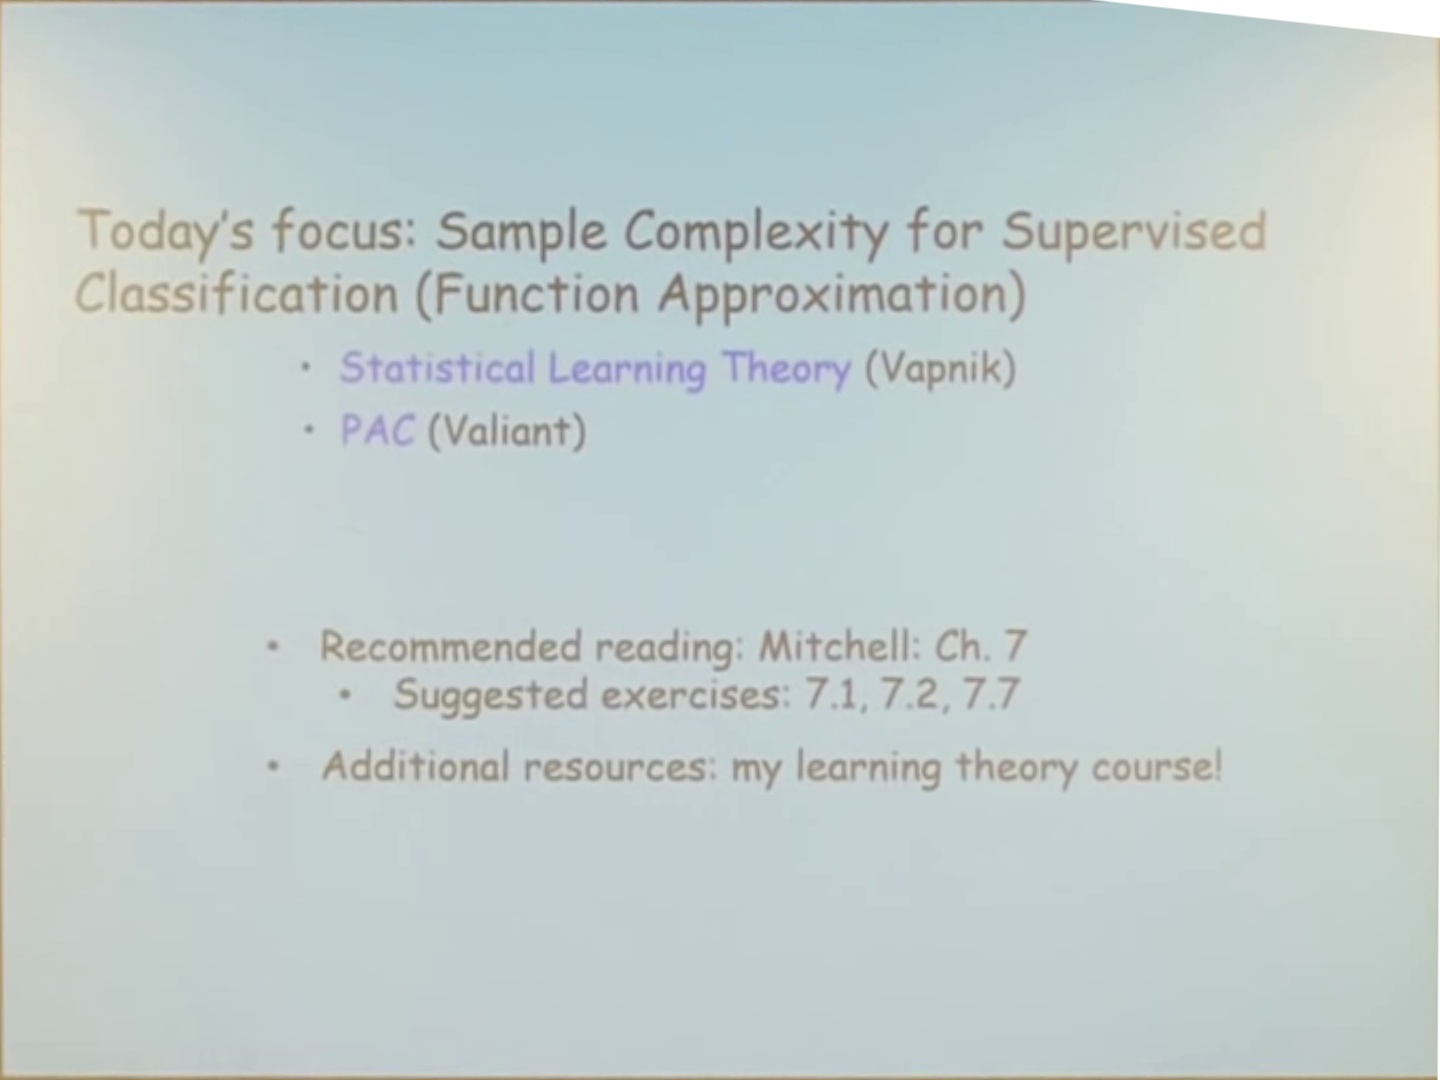 Today's focus: Sample Complexity for Supervised
Classification (Function Approximation)
• Statistical Learning Theory (Vapnik)
• PAC (Valiant)
• Recommended reading: Mitchell: Ch. 7
• Suggested exercises: 7.1, 7.2, 7.7
• Additional resources: my learning theory course!